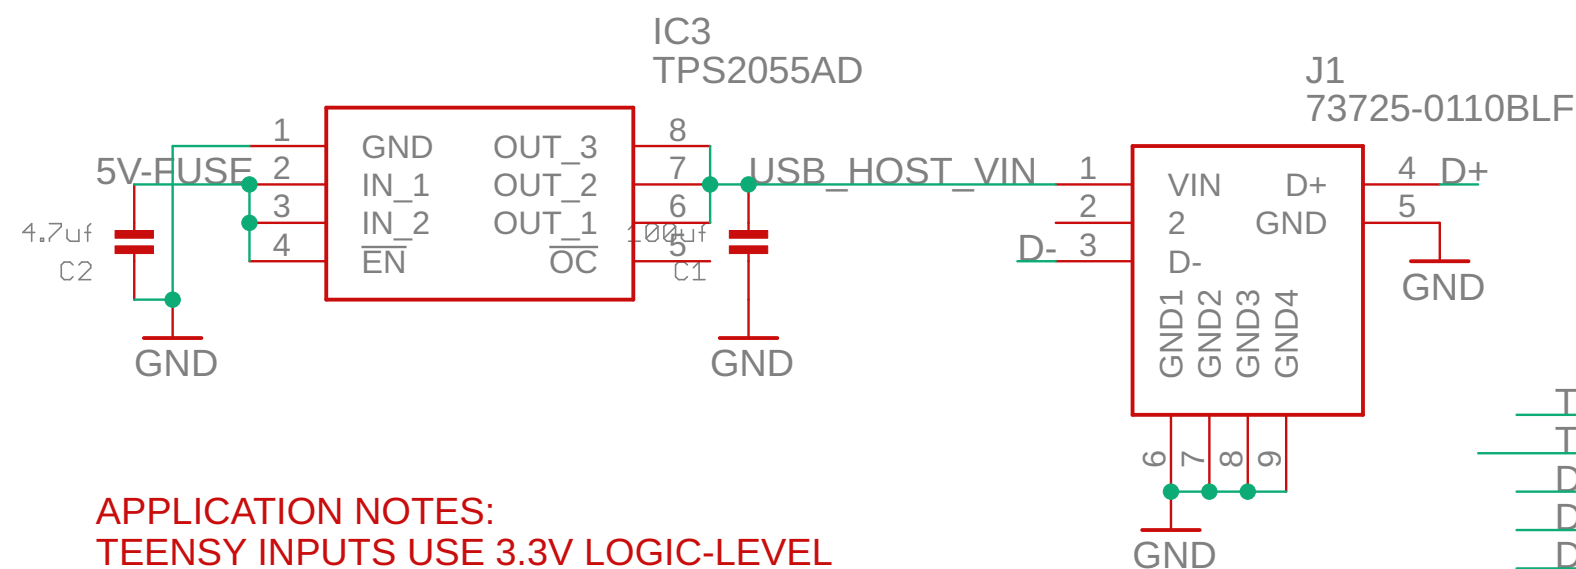 IC3
TPS2055AD
J1
73725-0110BLF
1 GND OUT_3 8
5V-FUSE 2 IN_1 OUT_2 7 USB_HOST_VIN 1 VIN D+ 4 D+
3 IN_2 OUT_1 6 2 2 GND 5
4.7uf 100uf
4 EN OC 5 D- 3 D-
C2 C1
GND
GND1 GND2 GND3 GND4
GND GND
6 7 8 9
GND
T
T
D
D
D
APPLICATION NOTES:
TEENSY INPUTS USE 3.3V LOGIC-LEVEL